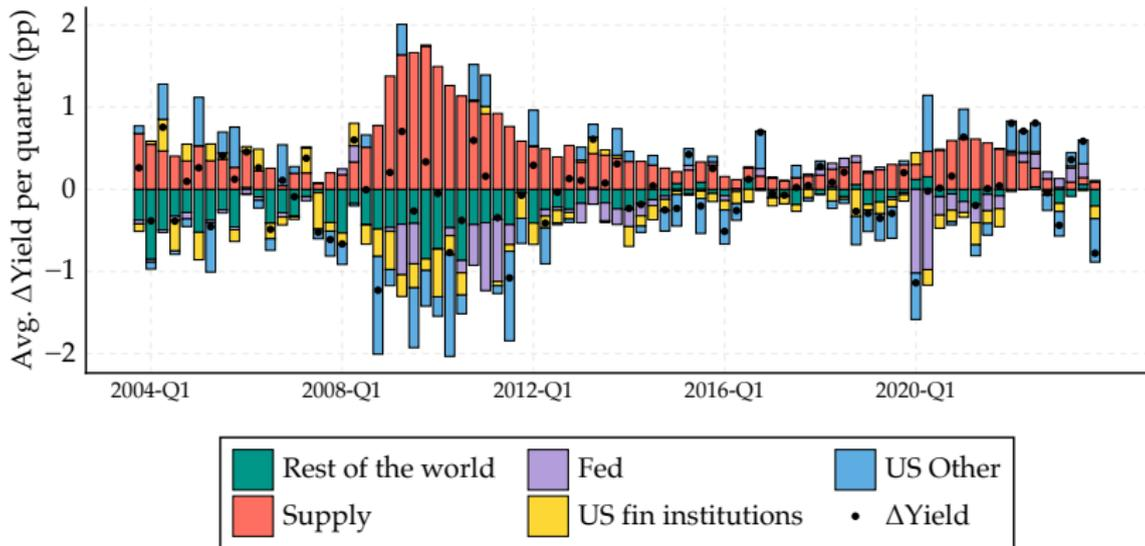 Avg. ΔYield per quarter (pp)
2
1
0
−1
−2
2004-Q1 2008-Q1 2012-Q1 2016-Q1 2020-Q1
Rest of the world Fed US Other
Supply US fin institutions ΔYield